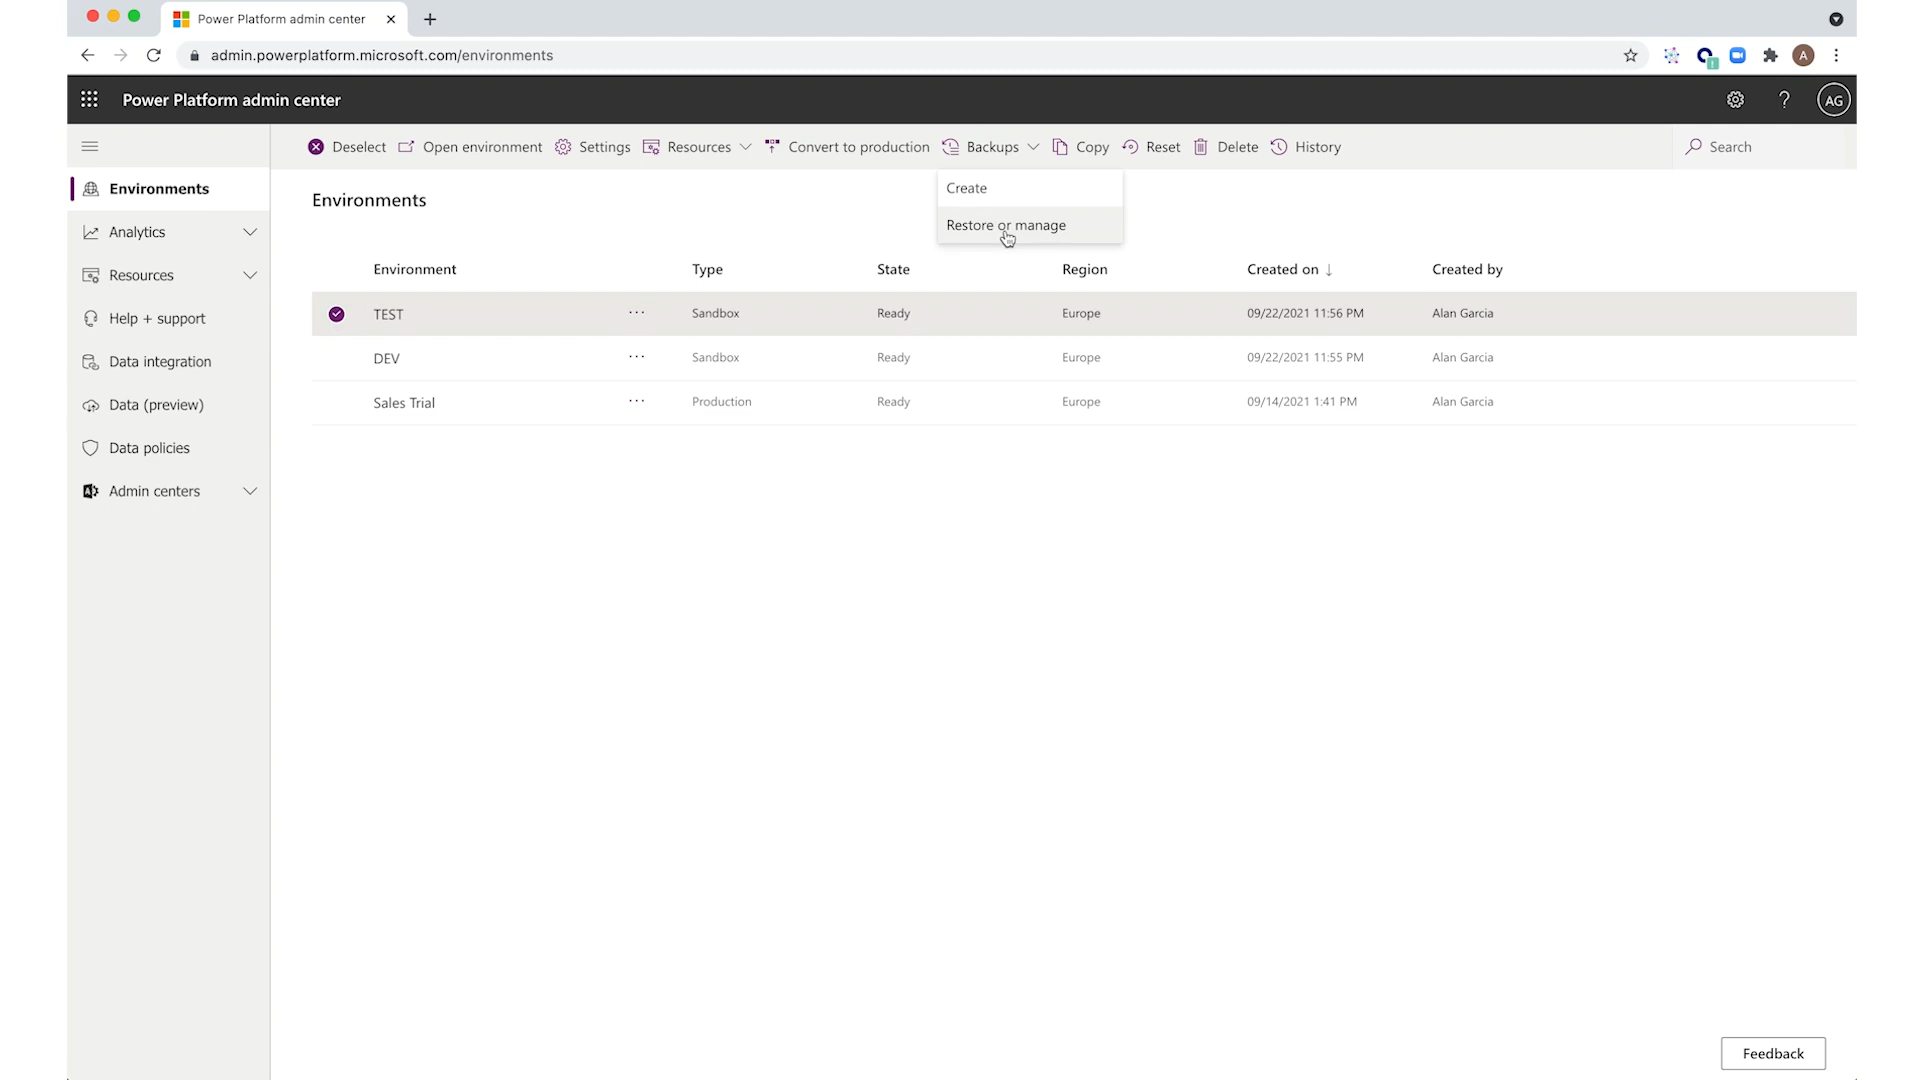 Power Platform admin center
admin.powerplatform.microsoft.com/environments
A
Power Platform admin center
?
AG
Deselect Open environment Settings Resources Convert to production Backups Copy Reset Delete History Search
Create
Restore or manage
Environments
Analytics
Resources
Help + support
Data integration
Data (preview)
Data policies
Admin centers
Environments
Environment Type State Region Created on ↓ Created by
TEST ... Sandbox Ready Europe 09/22/2021 11:56 PM Alan Garcia
DEV ... Sandbox Ready Europe 09/22/2021 11:55 PM Alan Garcia
Sales Trial ... Production Ready Europe 09/14/2021 1:41 PM Alan Garcia
Feedback